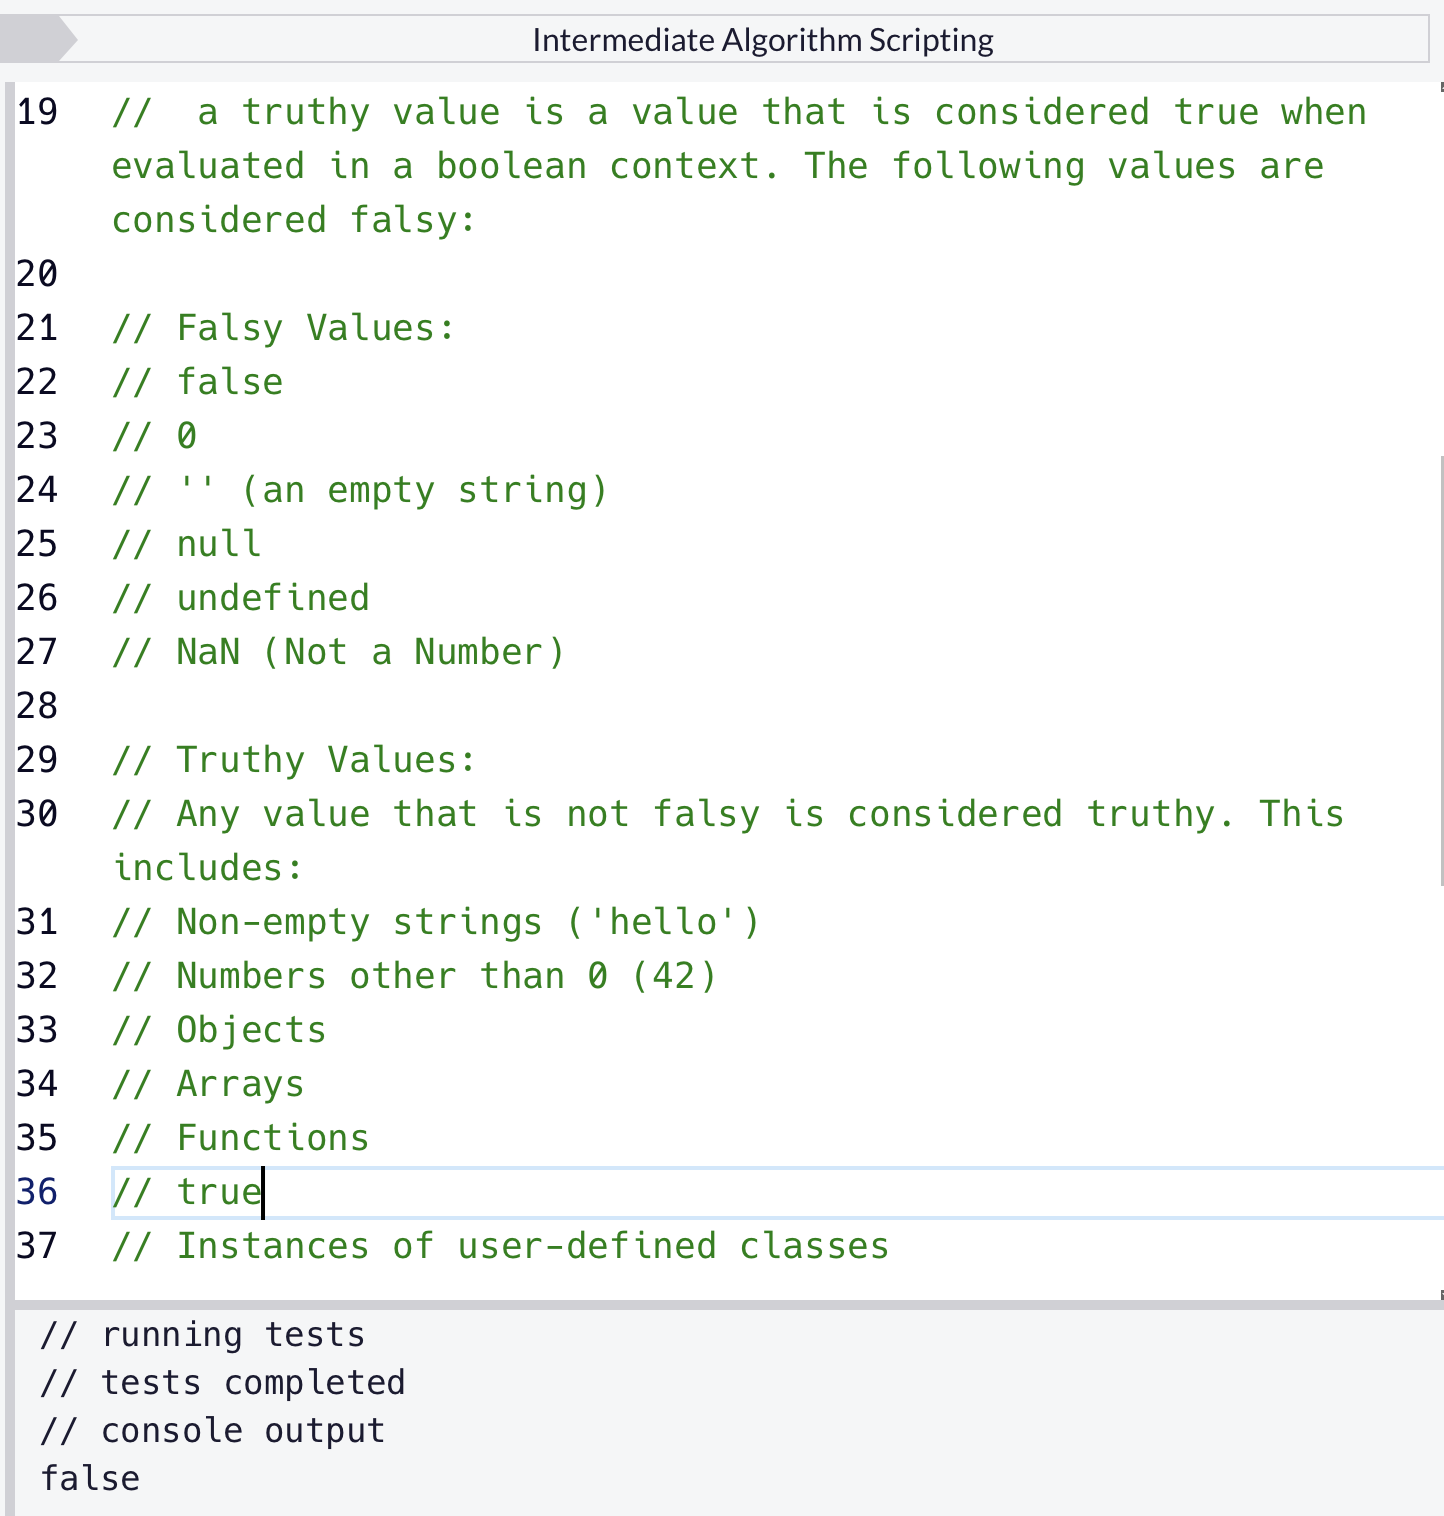 Intermediate Algorithm Scripting
19 //  a truthy value is a value that is considered true when
evaluated in a boolean context. The following values are
considered falsy:
20
21 // Falsy Values:
22 // false
23 // 0
24 // '' (an empty string)
25 // null
26 // undefined
27 // NaN (Not a Number)
28
29 // Truthy Values:
30 // Any value that is not falsy is considered truthy. This
includes:
31 // Non-empty strings ('hello')
32 // Numbers other than 0 (42)
33 // Objects
34 // Arrays
35 // Functions
36 // true
37 // Instances of user-defined classes
// running tests
// tests completed
// console output
false